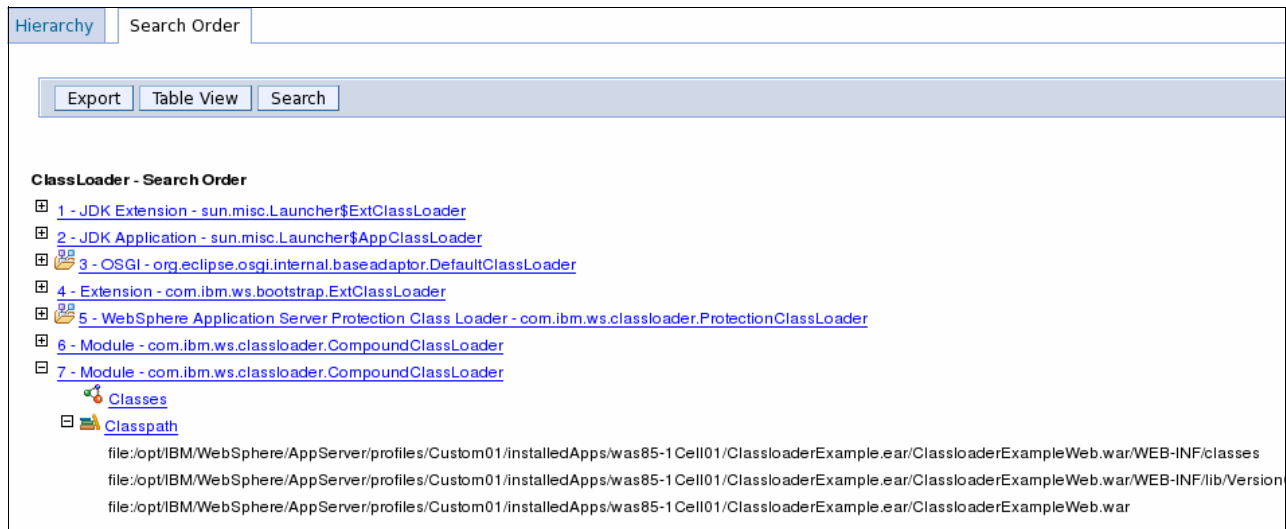 Hierarchy
Search Order
Export
Table View
Search
ClassLoader - Search Order
1 - JDK Extension - sun.misc.Launcher$ExtClassLoader
2 - JDK Application - sun.misc.Launcher$AppClassLoader
3 - OSGI - org.eclipse.osgi.internal.baseadaptor.DefaultClassLoader
4 - Extension - com.ibm.ws.bootstrap.ExtClassLoader
5 - WebSphere Application Server Protection Class Loader - com.ibm.ws.classloader.ProtectionClassLoader
6 - Module - com.ibm.ws.classloader.CompoundClassLoader
7 - Module - com.ibm.ws.classloader.CompoundClassLoader
Classes
Classpath
file:/opt/IBM/WebSphere/AppServer/profiles/Custom01/installedApps/was85-1Cell01/ClassloaderExample.ear/ClassloaderExampleWeb.war/WEB-INF/classes
file:/opt/IBM/WebSphere/AppServer/profiles/Custom01/installedApps/was85-1Cell01/ClassloaderExample.ear/ClassloaderExampleWeb.war/WEB-INF/lib/Version
file:/opt/IBM/WebSphere/AppServer/profiles/Custom01/installedApps/was85-1Cell01/ClassloaderExample.ear/ClassloaderExampleWeb.war